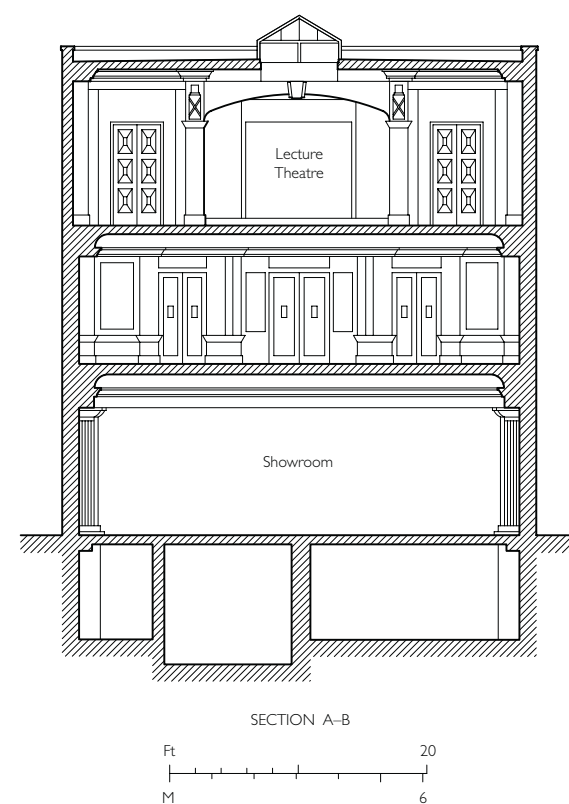 Lecture
Theatre
Showroom
SECTION A–B
Ft 20
M 6